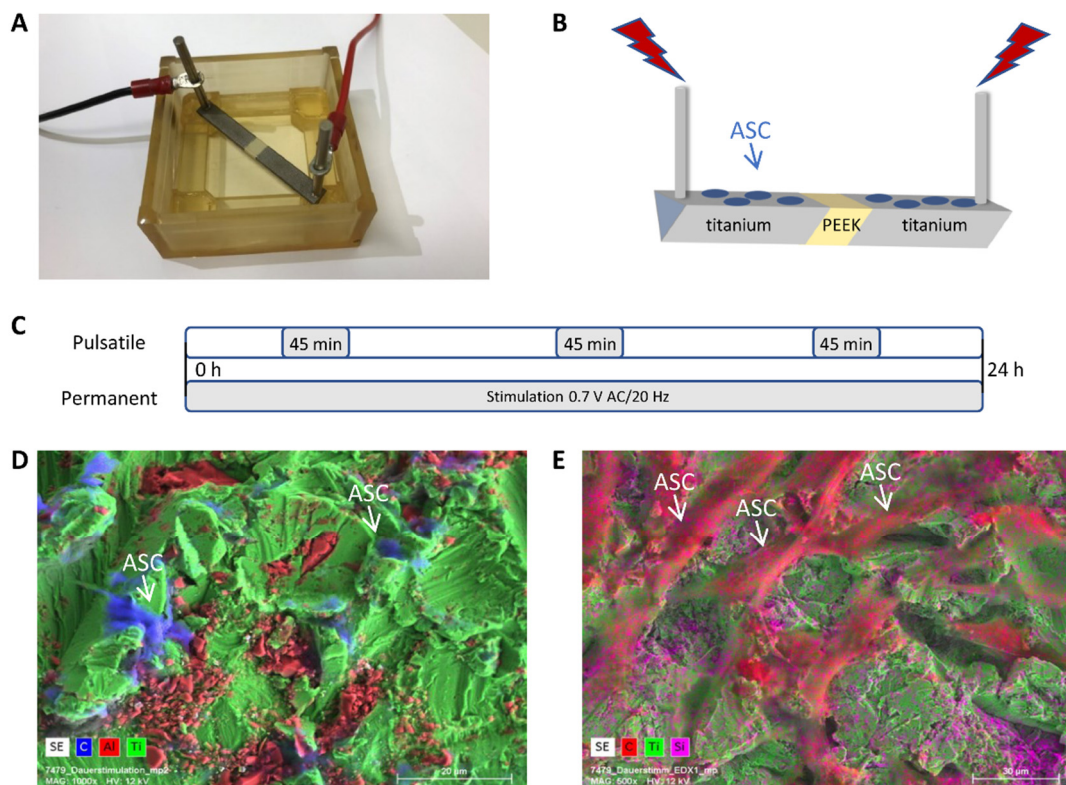 A
B
ASC
titanium PEEK titanium
C
Pulsatile 45 min 45 min 45 min
0 h 24 h
Permanent Stimulation 0.7 V AC/20 Hz
D
ASC
ASC
SE C Al Ti
7479_Dauerstimulation_mp2
MAG: 1000x HV: 12 kV 20 µm
E
ASC
ASC
ASC
SE C Ti Si
7479_Dauerstimm_EDX1_mp
MAG: 500x HV: 12 kV 30 µm